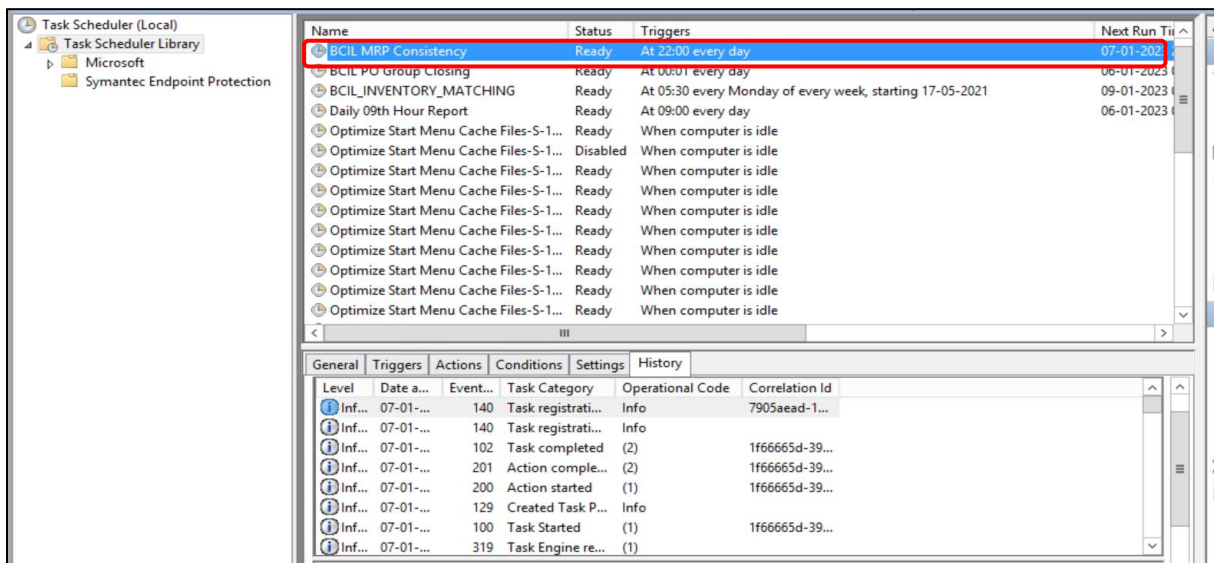 Task Scheduler (Local)
Task Scheduler Library
Microsoft
Symantec Endpoint Protection
Name Status Triggers Next Run Ti
BCIL MRP Consistency Ready At 22:00 every day 07-01-202
BCIL PO Group Closing Ready At 00:01 every day 06-01-2023
BCIL_INVENTORY_MATCHING Ready At 05:30 every Monday of every week, starting 17-05-2021 09-01-2023
Daily 09th Hour Report Ready At 09:00 every day 06-01-2023
Optimize Start Menu Cache Files-S-1... Ready When computer is idle
Optimize Start Menu Cache Files-S-1... Disabled When computer is idle
Optimize Start Menu Cache Files-S-1... Ready When computer is idle
Optimize Start Menu Cache Files-S-1... Ready When computer is idle
Optimize Start Menu Cache Files-S-1... Ready When computer is idle
Optimize Start Menu Cache Files-S-1... Ready When computer is idle
Optimize Start Menu Cache Files-S-1... Ready When computer is idle
Optimize Start Menu Cache Files-S-1... Ready When computer is idle
Optimize Start Menu Cache Files-S-1... Ready When computer is idle
Optimize Start Menu Cache Files-S-1... Ready When computer is idle
General Triggers Actions Conditions Settings History
Level Date a... Event... Task Category Operational Code Correlation Id
Inf... 07-01-... 140 Task registrati... Info 7905aead-1...
Inf... 07-01-... 140 Task registrati... Info
Inf... 07-01-... 102 Task completed (2) 1f66665d-39...
Inf... 07-01-... 201 Action comple... (2) 1f66665d-39...
Inf... 07-01-... 200 Action started (1) 1f66665d-39...
Inf... 07-01-... 129 Created Task P... Info
Inf... 07-01-... 100 Task Started (1) 1f66665d-39...
Inf... 07-01-... 319 Task Engine re... (1)